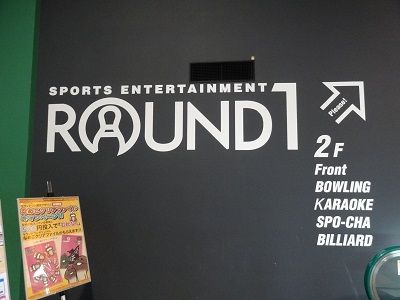 SPORTS ENTERTAINMENT
ROUND1
Please!
2F
Front
BOWLING
KARAOKE
SPO-CHA
BILLIARD